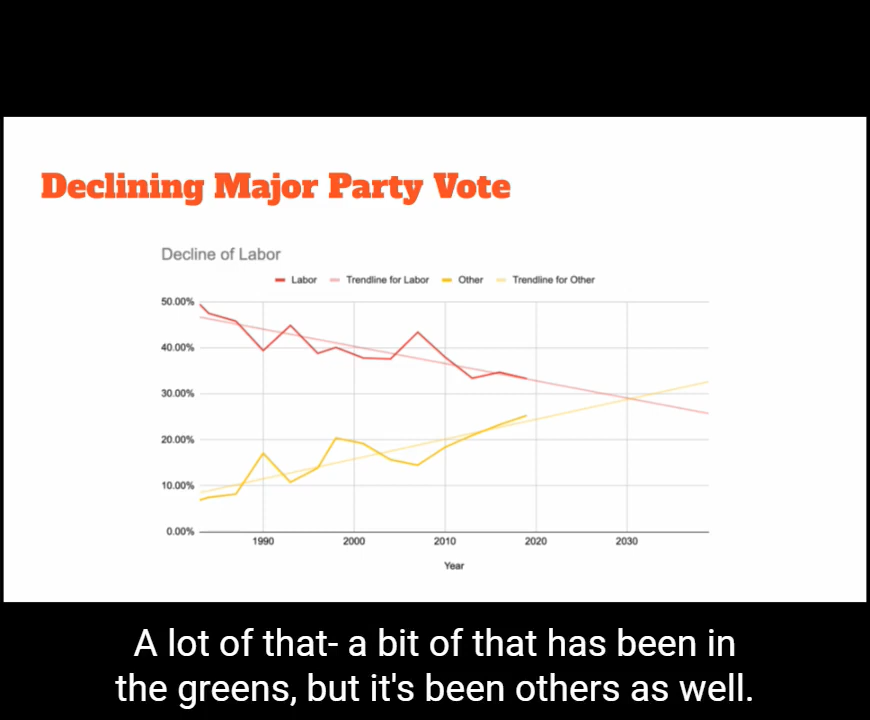 Declining Major Party Vote
Decline of Labor
Labor Trendline for Labor Other Trendline for Other
50.00%
40.00%
30.00%
20.00%
10.00%
0.00%
1990 2000 2010 2020 2030
Year
A lot of that- a bit of that has been in
the greens, but it's been others as well.